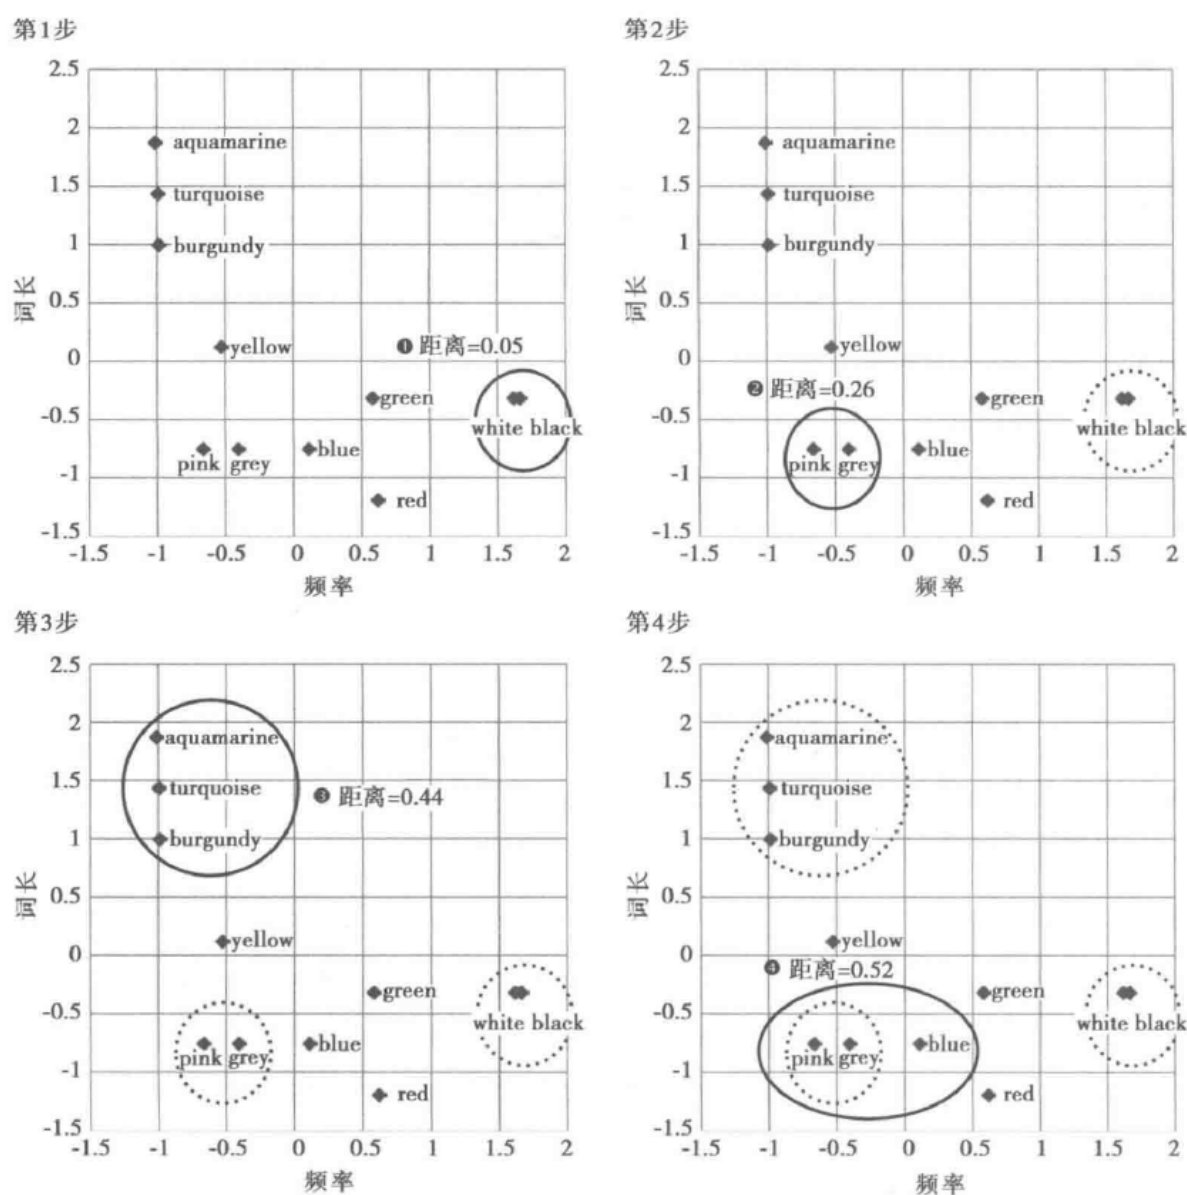 第1步
2.5
2
aquamarine
1.5
turquoise
1
burgundy
词长
0.5
yellow
❶ 距离=0.05
0
green
-0.5
white black
blue
pink grey
-1
red
-1.5
-1.5 -1 -0.5 0 0.5 1 1.5 2
频率
第2步
2.5
2
aquamarine
1.5
turquoise
1
burgundy
词长
0.5
yellow
0
❷ 距离=0.26
green
-0.5
white black
blue
pink grey
-1
red
-1.5
-1.5 -1 -0.5 0 0.5 1 1.5 2
频率
第3步
2.5
2
aquamarine
1.5
turquoise
❸ 距离=0.44
1
burgundy
词长
0.5
yellow
0
green
-0.5
white black
blue
pink grey
-1
red
-1.5
-1.5 -1 -0.5 0 0.5 1 1.5 2
频率
第4步
2.5
2
aquamarine
1.5
turquoise
1
burgundy
词长
0.5
yellow
0
❹ 距离=0.52
green
-0.5
white black
blue
pink grey
-1
red
-1.5
-1.5 -1 -0.5 0 0.5 1 1.5 2
频率